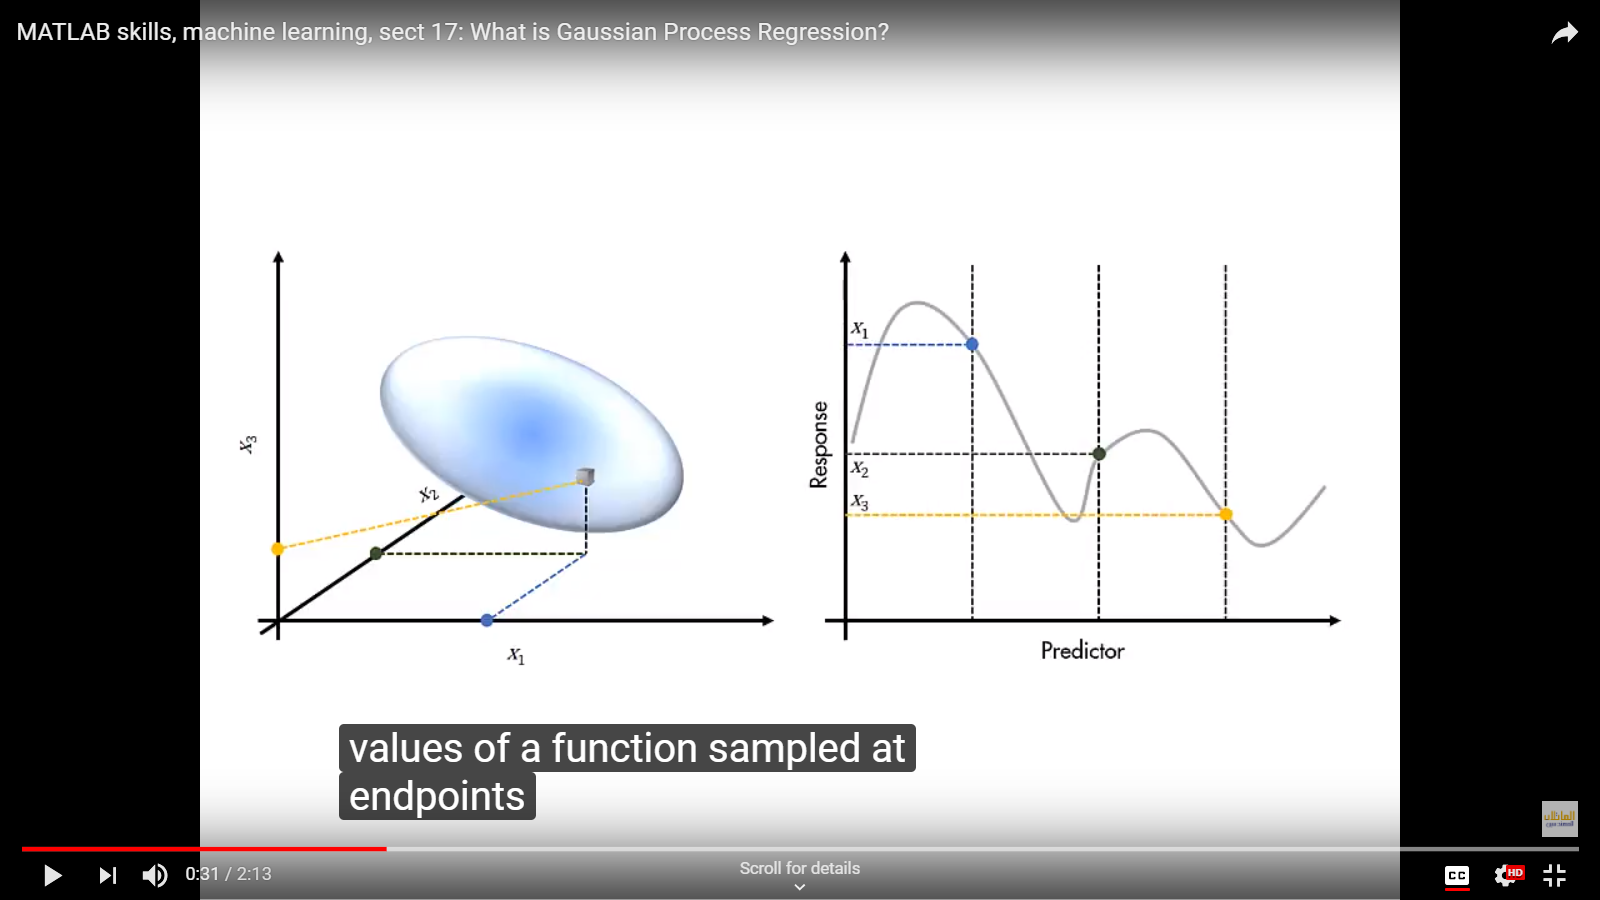 MATLAB skills, machine learning, sect 17: What is Gaussian Process Regression?
x3
x2
x1
Response
x1
x2
x3
Predictor
values of a function sampled at
endpoints
0:31 / 2:13
Scroll for details
CC
HD